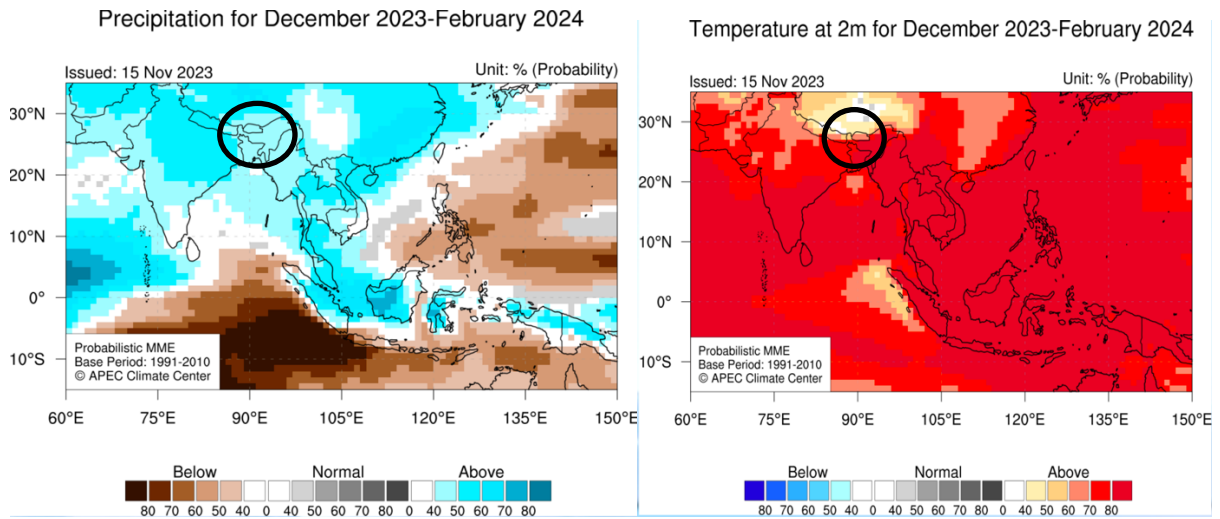 Precipitation for December 2023-February 2024
Issued: 15 Nov 2023
Unit: % (Probability)
30°N
20°N
10°N
0°
10°S
Probabilistic MME
Base Period: 1991-2010
© APEC Climate Center
60°E 75°E 90°E 105°E 120°E 135°E 150°E
Below Normal Above
80 70 60 50 40 0 40 50 60 70 80 0 40 50 60 70 80
Temperature at 2m for December 2023-February 2024
Issued: 15 Nov 2023
Unit: % (Probability)
30°N
20°N
10°N
0°
10°S
Probabilistic MME
Base Period: 1991-2010
© APEC Climate Center
60°E 75°E 90°E 105°E 120°E 135°E 150°E
Below Normal Above
80 70 60 50 40 0 40 50 60 70 80 0 40 50 60 70 80